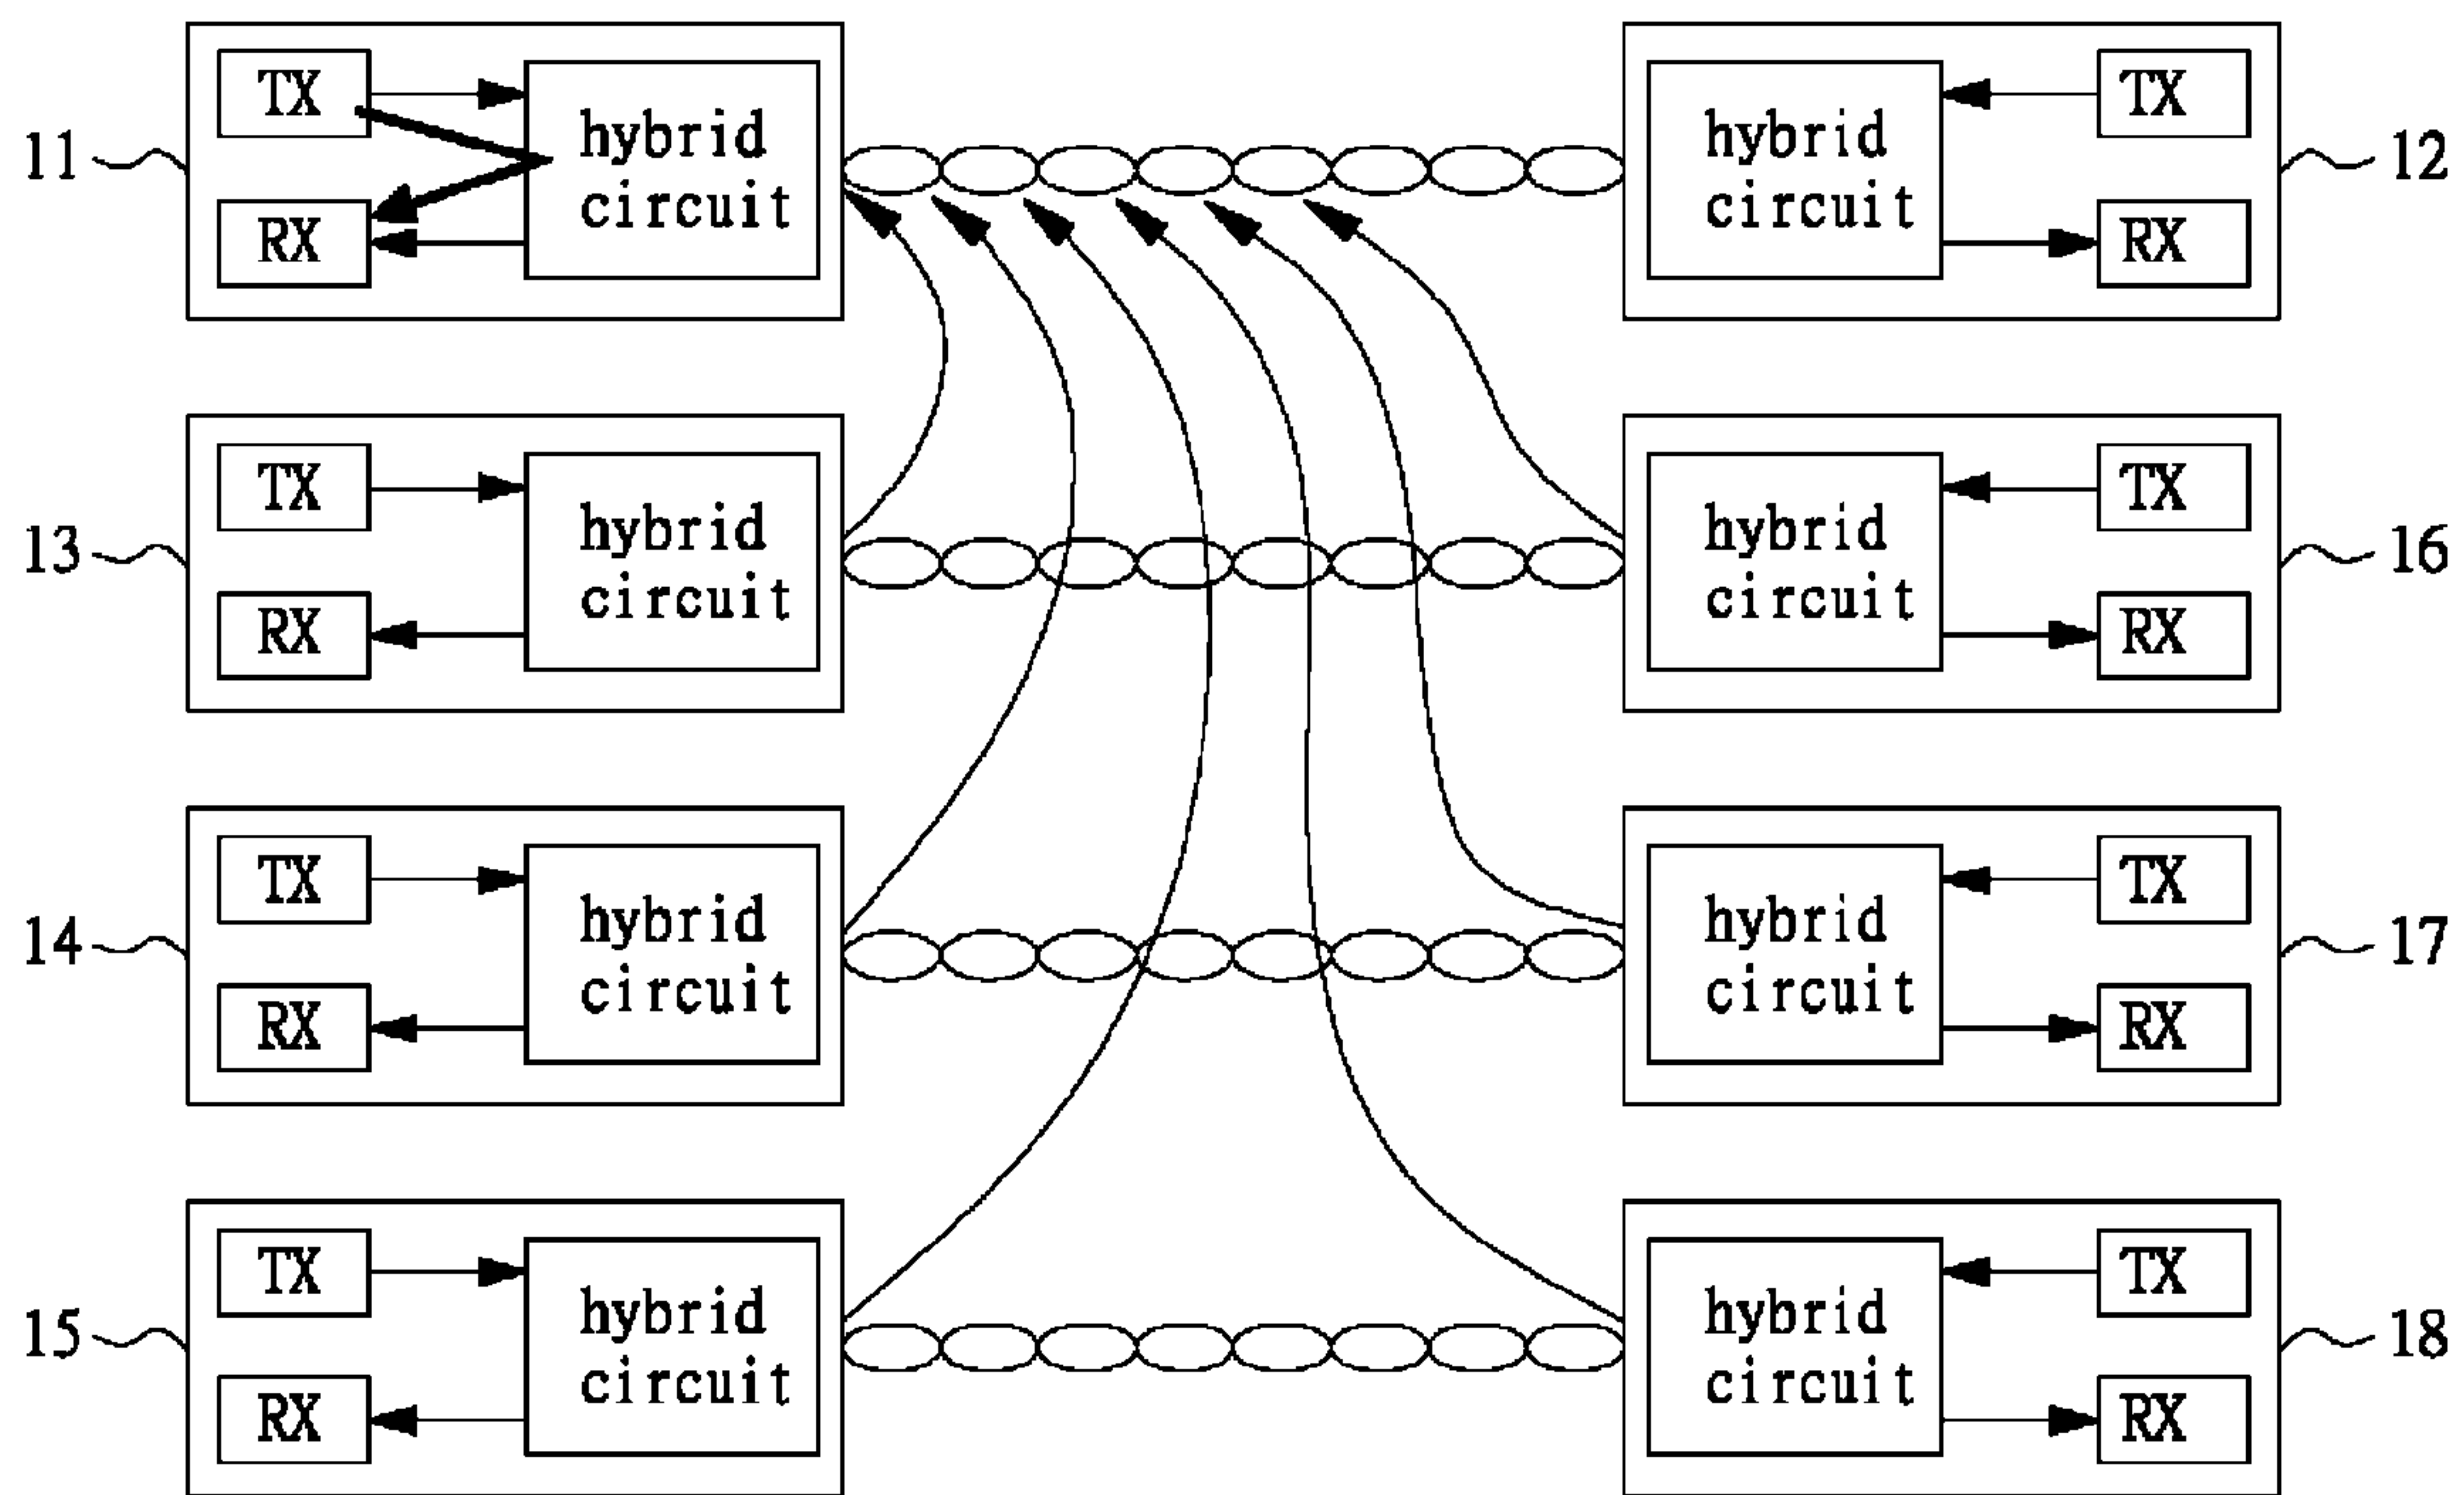 11
TX
hybrid
circuit
RX
hybrid
circuit
TX
RX
12
13
TX
hybrid
circuit
RX
hybrid
circuit
TX
RX
16
14
TX
hybrid
circuit
RX
hybrid
circuit
TX
RX
17
15
TX
hybrid
circuit
RX
hybrid
circuit
TX
RX
18